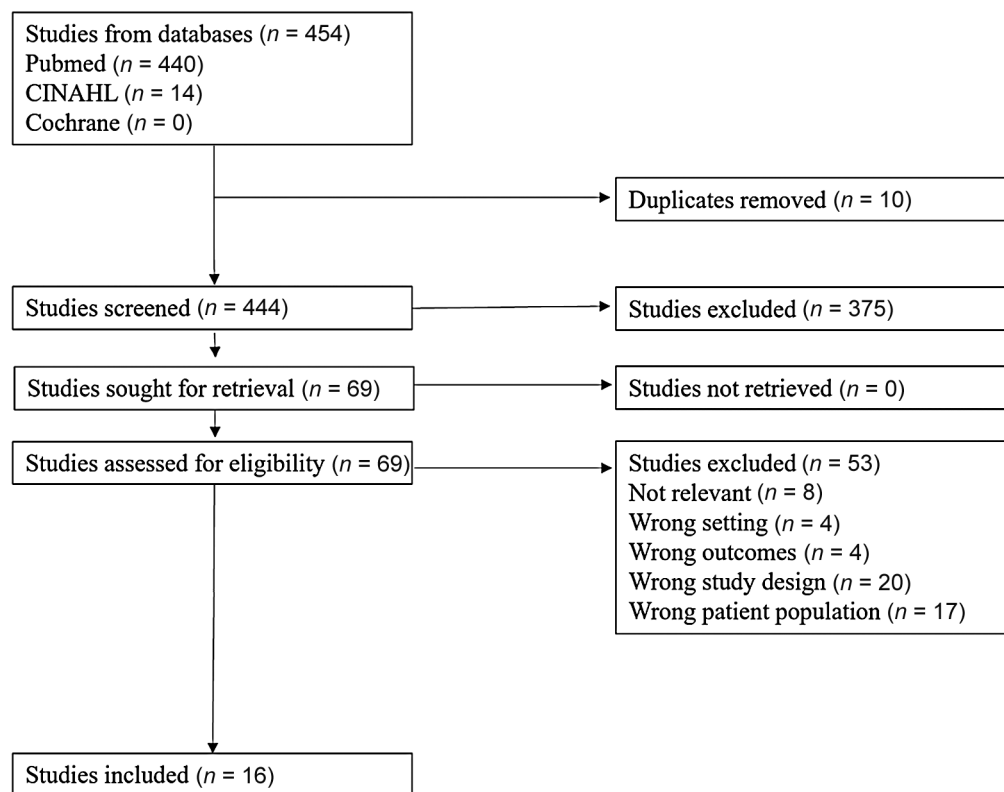 Studies from databases (n = 454)
Pubmed (n = 440)
CINAHL (n = 14)
Cochrane (n = 0)
Duplicates removed (n = 10)
Studies screened (n = 444)
Studies excluded (n = 375)
Studies sought for retrieval (n = 69)
Studies not retrieved (n = 0)
Studies assessed for eligibility (n = 69)
Studies excluded (n = 53)
Not relevant (n = 8)
Wrong setting (n = 4)
Wrong outcomes (n = 4)
Wrong study design (n = 20)
Wrong patient population (n = 17)
Studies included (n = 16)